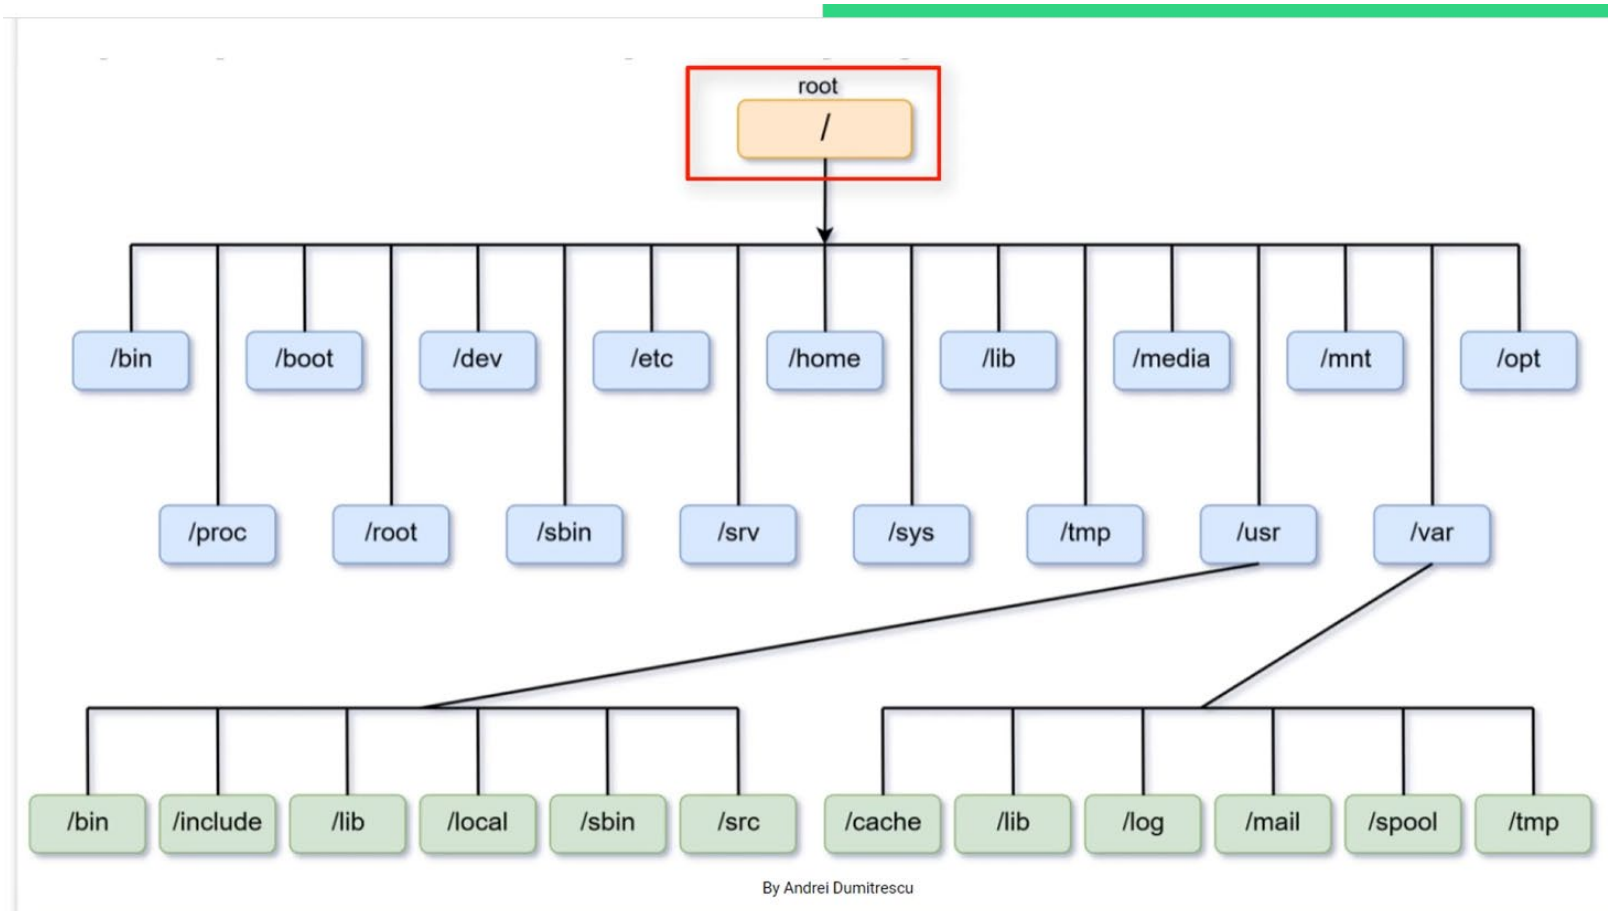 root
/
/bin
/boot
/dev
/etc
/home
/lib
/media
/mnt
/opt
/proc
/root
/sbin
/srv
/sys
/tmp
/usr
/var
/bin
/include
/lib
/local
/sbin
/src
/cache
/lib
/log
/mail
/spool
/tmp
By Andrei Dumitrescu